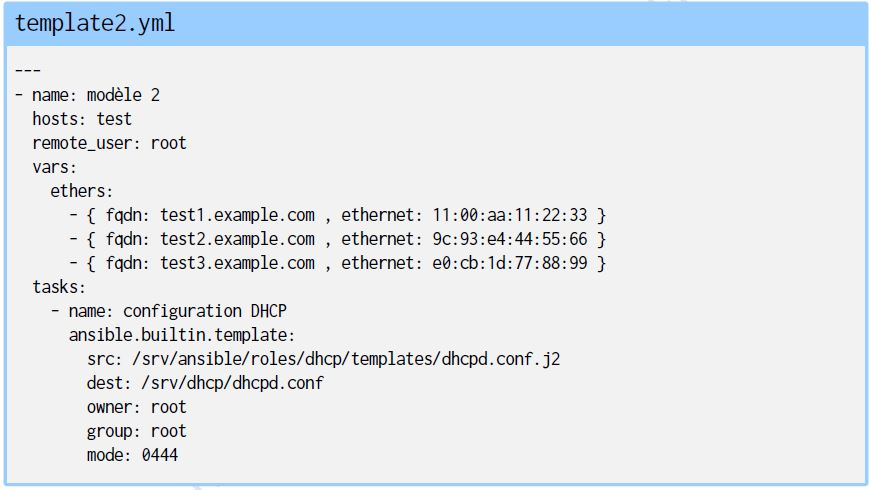 template2.yml
---
- name: modèle 2
  hosts: test
  remote_user: root
  vars:
    ethers:
      - { fqdn: test1.example.com , ethernet: 11:00:aa:11:22:33 }
      - { fqdn: test2.example.com , ethernet: 9c:93:e4:44:55:66 }
      - { fqdn: test3.example.com , ethernet: e0:cb:1d:77:88:99 }
  tasks:
    - name: configuration DHCP
      ansible.builtin.template:
        src: /srv/ansible/roles/dhcp/templates/dhcpd.conf.j2
        dest: /srv/dhcp/dhcpd.conf
        owner: root
        group: root
        mode: 0444